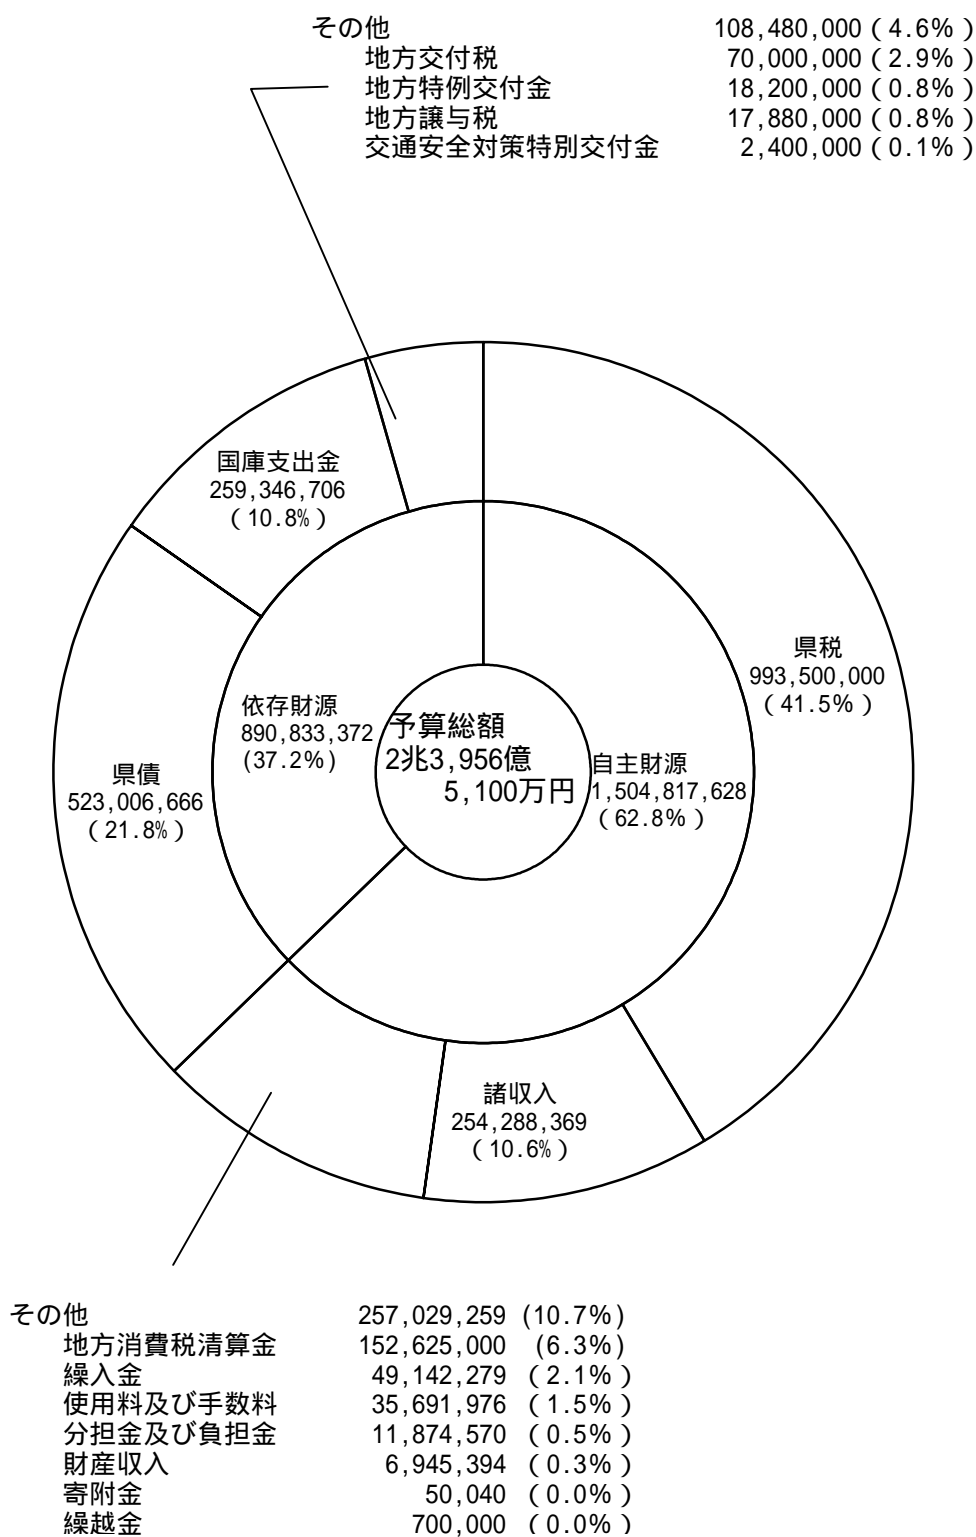 その他 108,480,000（4.6%）
地方交付税 70,000,000（2.9%）
地方特例交付金 18,200,000（0.8%）
地方譲与税 17,880,000（0.8%）
交通安全対策特別交付金 2,400,000（0.1%）
国庫支出金
259,346,706
（10.8%）
県税
993,500,000
（41.5%）
依存財源
890,833,372
(37.2%）
予算総額
2兆3,956億
5,100万円
自主財源
1,504,817,628
（62.8%）
県債
523,006,666
（21.8%）
諸収入
254,288,369
（10.6%）
その他 257,029,259 (10.7%）
地方消費税清算金 152,625,000 (6.3%）
繰入金 49,142,279 （2.1%）
使用料及び手数料 35,691,976 （1.5%）
分担金及び負担金 11,874,570 （0.5%）
財産収入 6,945,394 （0.3%）
寄附金 50,040 （0.0%）
繰越金 700,000 （0.0%）